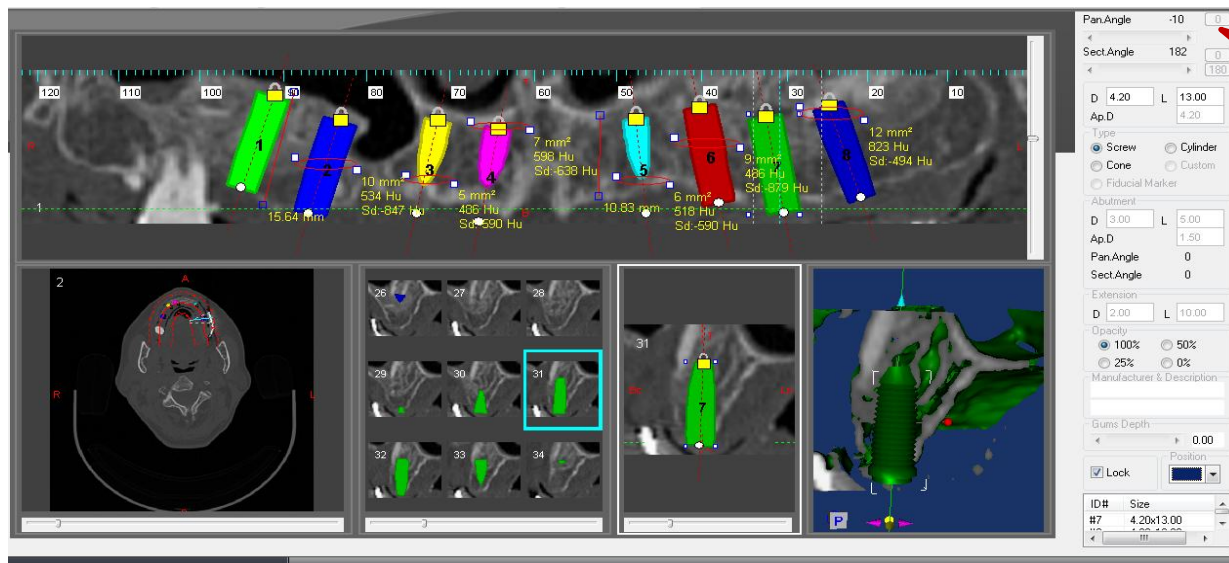 120
110
100
90
80
70
60
50
40
30
20
10
1
2
3
4
5
6
7
8
1
15.64 mm
10 mm²
534 Hu
Sd:-847 Hu
5 mm²
486 Hu
Sd:-590 Hu
7 mm²
598 Hu
Sd:-638 Hu
10.83 mm
6 mm²
518 Hu
Sd:-590 Hu
9 mm²
486 Hu
Sd:-879 Hu
12 mm²
823 Hu
Sd:-494 Hu
2
A
R
L
26
27
28
29
30
31
32
33
34
31
7
P
Pan.Angle -10 0
Sect.Angle 182 0
180
D 4.20 L 13.00
Ap.D 4.20
Type
Screw Cylinder
Cone Custom
Fiducial Marker
Abutment
D 3.00 L 5.00
Ap.D 1.50
Pan.Angle 0
Sect.Angle 0
Extension
D 2.00 L 10.00
Opacity
100% 50%
25% 0%
Manufacturer & Description
Gums Depth
0.00
Position
Lock
ID# Size
#7 4.20x13.00